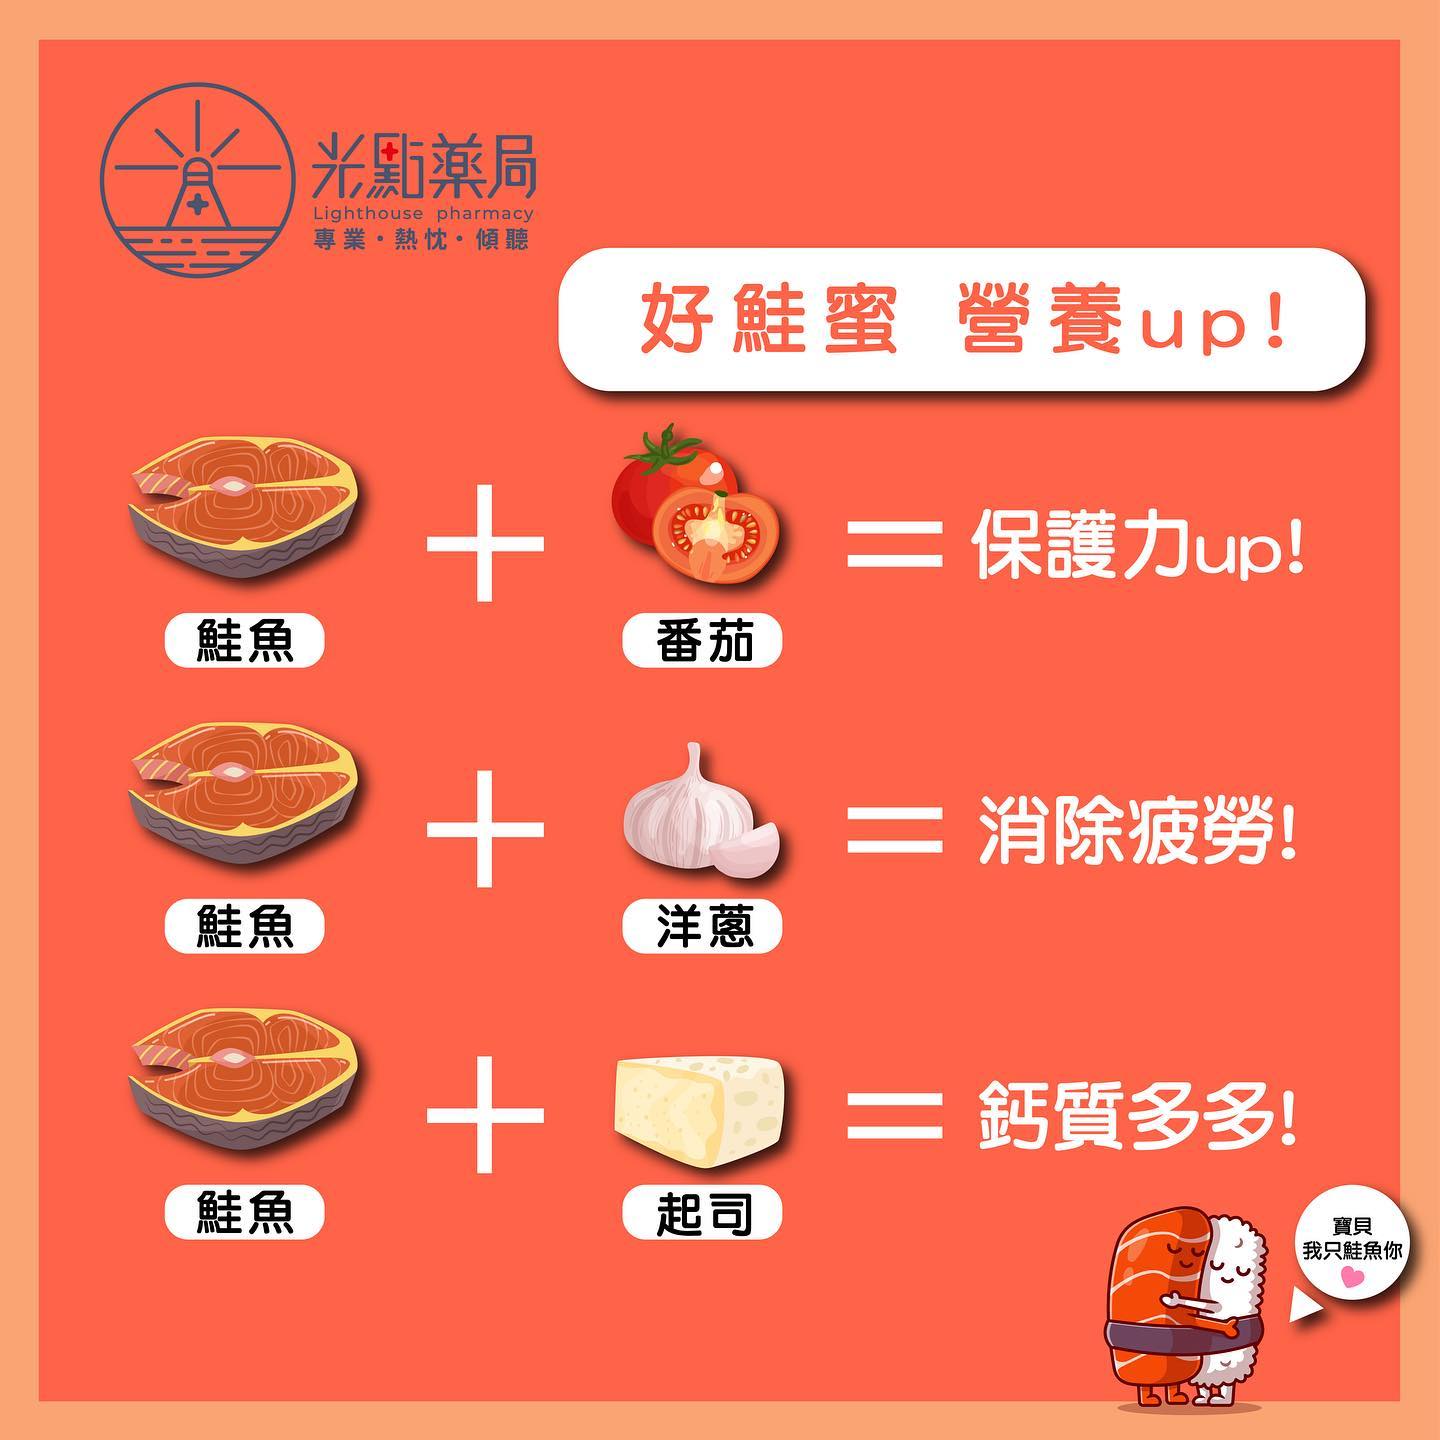 光點藥局
Lighthouse pharmacy
專業·熱忱·傾聽
好鮭蜜 營養up!
保護力up!
鮭魚
番茄
消除疲勞!
鮭魚
洋蔥
鈣質多多!
鮭魚
起司
寶貝
我只鮭魚你